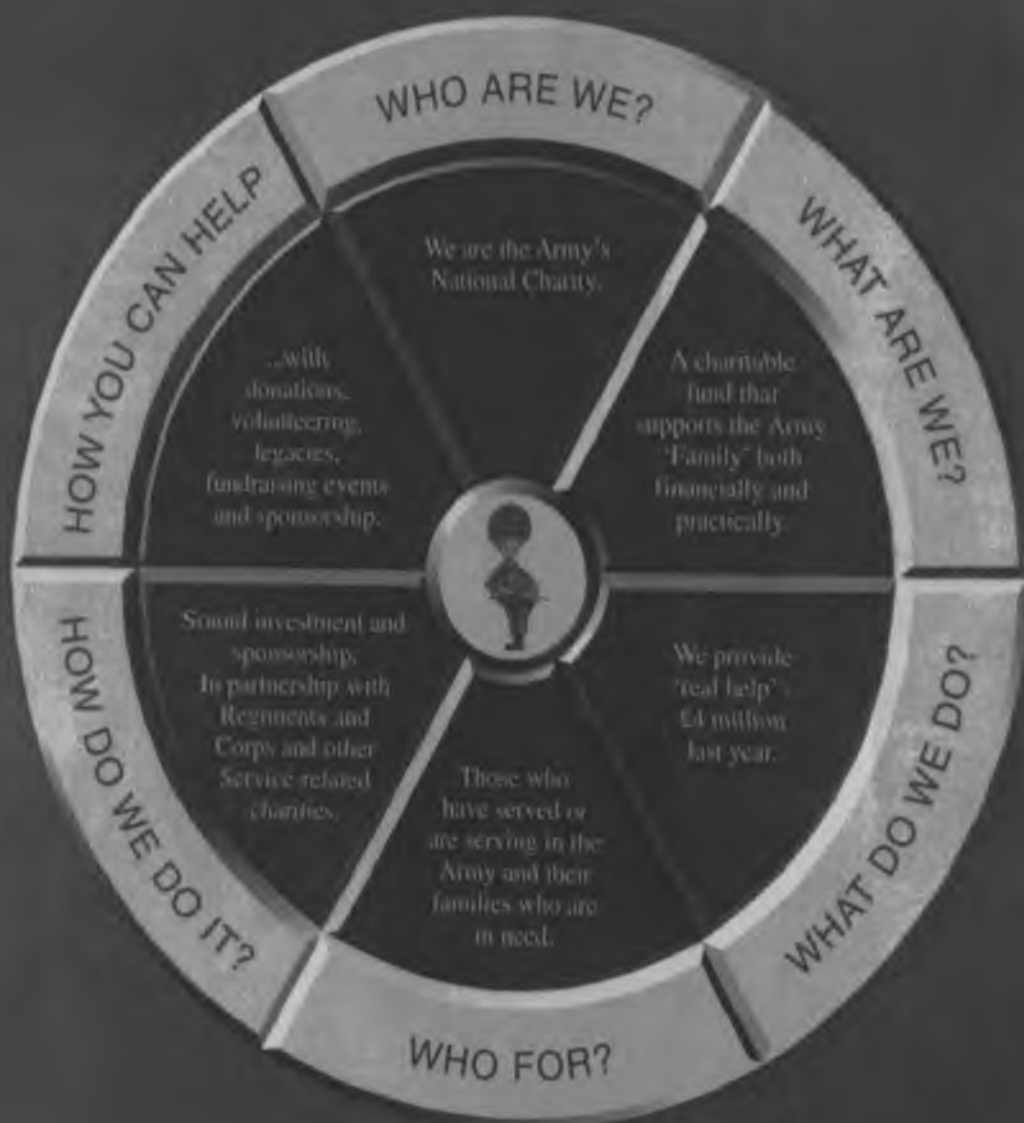 WHO ARE WE?
We are the Army's
National Charity.
WHAT ARE WE?
A charitable
fund that
supports the Army
'Family' both
financially and
practically.
WHAT DO WE DO?
We provide
'real help' :
£4 million
last year.
WHO FOR?
Those who
have served or
are serving in the
Army and their
families who are
in need.
HOW DO WE DO IT?
Sound investment and
sponsorship.
In partnership with
Regiments and
Corps and other
Service related
charities.
HOW YOU CAN HELP
...with
donations,
volunteering,
legacies,
fundraising events
and sponsorship.